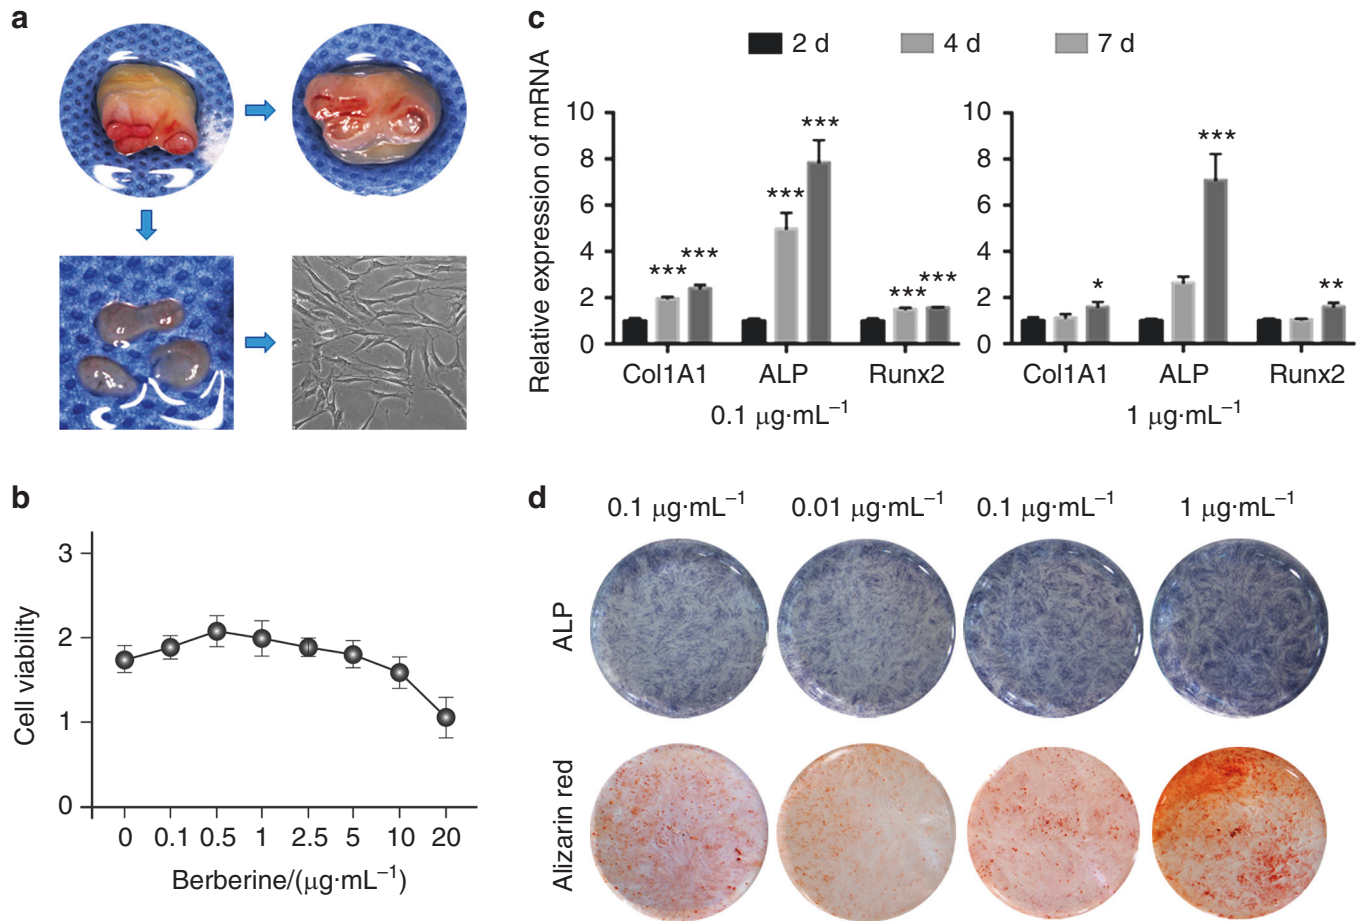 a
b
3
2
1
0
Cell viability
0 0.1 0.5 1 2.5 5 10 20
Berberine/(μg·mL⁻¹)
c
2 d 4 d 7 d
Relative expression of mRNA
10
8
6
4
2
0
*** *** *** *** *** ***
Col1A1 ALP Runx2
0.1 μg·mL⁻¹
10
8
6
4
2
0
* *** **
Col1A1 ALP Runx2
1 μg·mL⁻¹
d
0.1 μg·mL⁻¹ 0.01 μg·mL⁻¹ 0.1 μg·mL⁻¹ 1 μg·mL⁻¹
ALP
Alizarin red